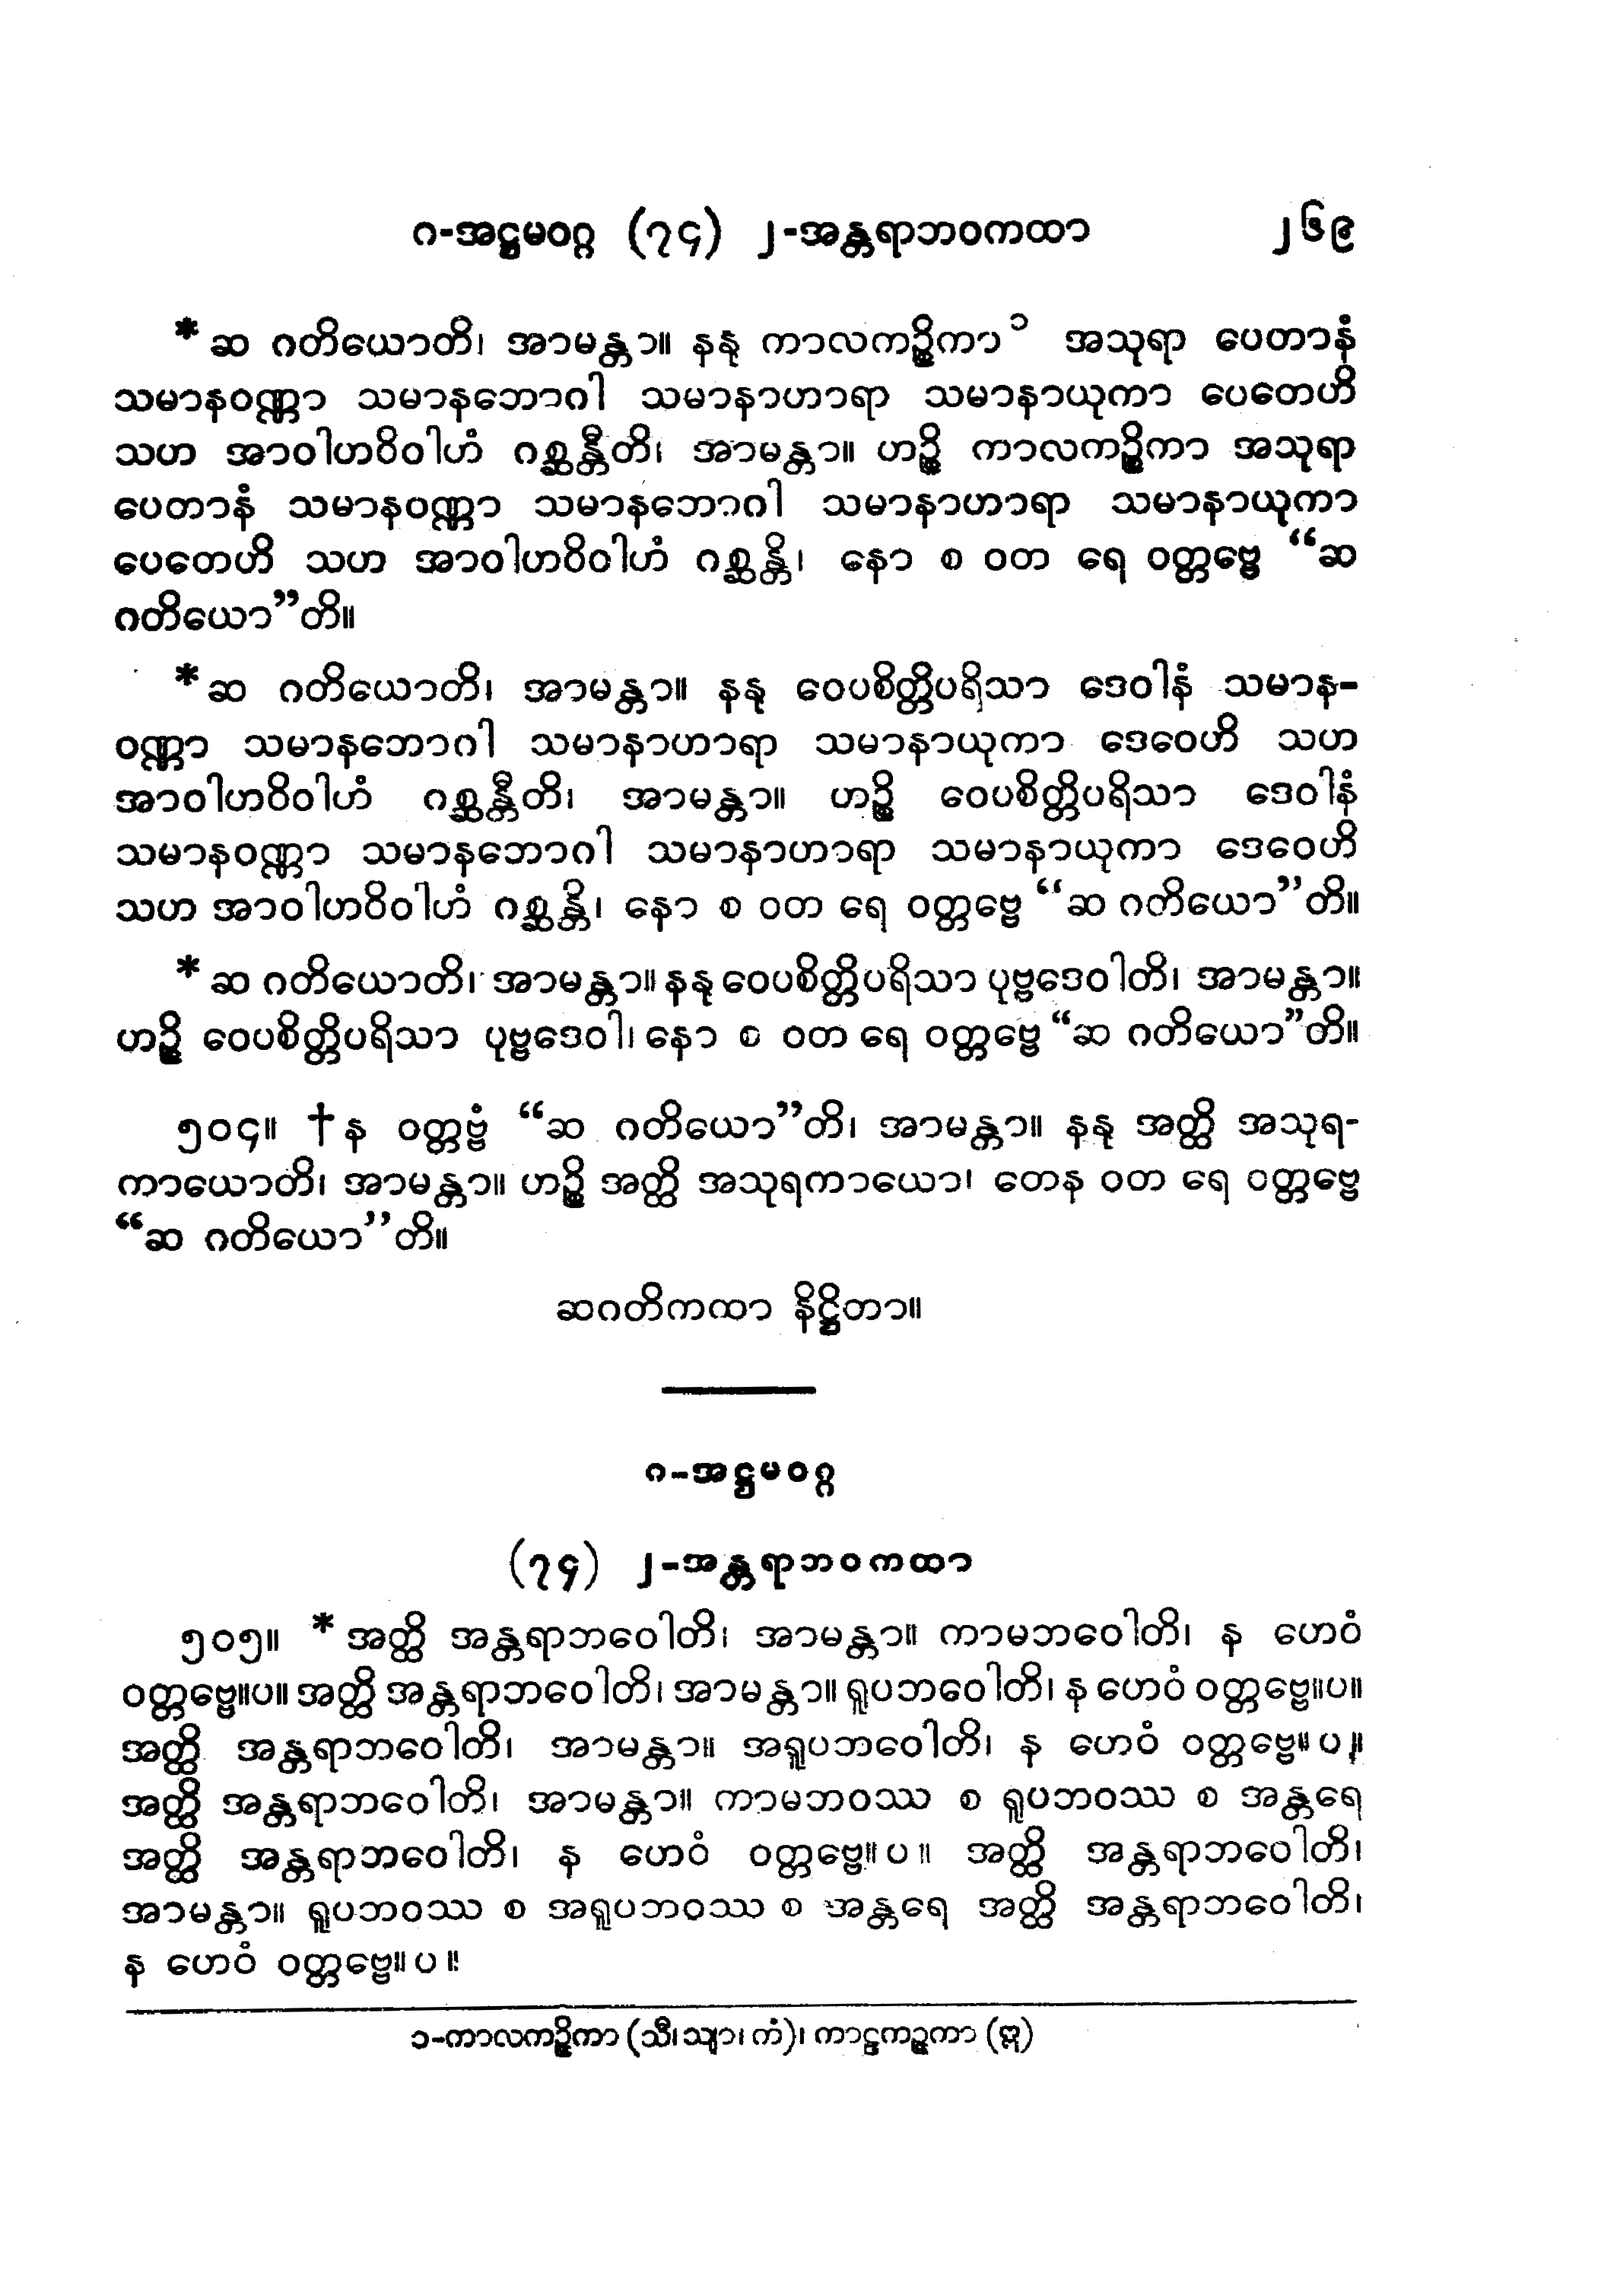 ဂ-အဋ္ဌမဝဂ္ဂ (၇၄) ၂-အန္တရာဘဝကထာ ၂၆၉
* ဆ ဂတိယောတိ၊ အာမန္တာ။ နနု ကာလကဉ္စိကာ ၁ အသုရာ ပေတာနံ
သမာနဝဏ္ဏာ သမာနဘောဂါ သမာနာဟာရာ သမာနာယုကာ ပေတေဟိ
သဟ အာဝါဟဝိဝါဟံ ဂစ္ဆန္တီတိ၊ အာမန္တာ။ ဟဉ္စိ ကာလကဉ္စိကာ အသုရာ
ပေတာနံ သမာနဝဏ္ဏာ သမာနဘောဂါ သမာနာဟာရာ သမာနာယုကာ
ပေတေဟိ သဟ အာဝါဟဝိဝါဟံ ဂစ္ဆန္တိ၊ နော စ ဝတ ရေ ဝတ္တဗ္ဗေ “ဆ
ဂတိယော”တိ။
* ဆ ဂတိယောတိ၊ အာမန္တာ။ နနု ဝေပစိတ္တိပရိသာ ဒေဝါနံ သမာန-
ဝဏ္ဏာ သမာနဘောဂါ သမာနာဟာရာ သမာနာယုကာ ဒေဝေဟိ သဟ
အာဝါဟဝိဝါဟံ ဂစ္ဆန္တီတိ၊ အာမန္တာ။ ဟဉ္စိ ဝေပစိတ္တိပရိသာ ဒေဝါနံ
သမာနဝဏ္ဏာ သမာနဘောဂါ သမာနာဟာရာ သမာနာယုကာ ဒေဝေဟိ
သဟ အာဝါဟဝိဝါဟံ ဂစ္ဆန္တိ၊ နော စ ဝတ ရေ ဝတ္တဗ္ဗေ “ဆ ဂတိယော”တိ။
* ဆ ဂတိယောတိ၊ အာမန္တာ။ နနု ဝေပစိတ္တိပရိသာ ပုဗ္ဗဒေဝါတိ၊ အာမန္တာ။
ဟဉ္စိ ဝေပစိတ္တိပရိသာ ပုဗ္ဗဒေဝါ၊ နော စ ဝတ ရေ ဝတ္တဗ္ဗေ “ဆ ဂတိယော”တိ။
၅၀၄။ † န ဝတ္တဗ္ဗံ “ဆ ဂတိယော”တိ၊ အာမန္တာ။ နနု အတ္ထိ အသုရ-
ကာယောတိ၊ အာမန္တာ။ ဟဉ္စိ အတ္ထိ အသုရကာယော၊ တေန ဝတ ရေ ဝတ္တဗ္ဗေ
“ဆ ဂတိယော”တိ။
ဆဂတိကထာ နိဋ္ဌိတာ။
ဂ-အဋ္ဌမဝဂ္ဂ
(၇၄) ၂-အန္တရာဘဝကထာ
၅၀၅။ * အတ္ထိ အန္တရာဘဝေါတိ၊ အာမန္တာ။ ကာမဘဝေါတိ၊ န ဟေဝံ
ဝတ္တဗ္ဗေ။ပ။ အတ္ထိ အန္တရာဘဝေါတိ၊ အာမန္တာ။ ရူပဘဝေါတိ၊ န ဟေဝံ ဝတ္တဗ္ဗေ။ပ။
အတ္ထိ အန္တရာဘဝေါတိ၊ အာမန္တာ။ အရူပဘဝေါတိ၊ န ဟေဝံ ဝတ္တဗ္ဗေ။ ပ။
အတ္ထိ အန္တရာဘဝေါတိ၊ အာမန္တာ။ ကာမဘဝဿ စ ရူပဘဝဿ စ အန္တရေ
အတ္ထိ အန္တရာဘဝေါတိ၊ န ဟေဝံ ဝတ္တဗ္ဗေ။ ပ ။ အတ္ထိ အန္တရာဘဝေါတိ၊
အာမန္တာ။ ရူပဘဝဿ စ အရူပဘဝဿ စ အန္တရေ အတ္ထိ အန္တရာဘဝေါတိ၊
န ဟေဝံ ဝတ္တဗ္ဗေ။ ပ ။
၁-ကာလကဉ္ဇိကာ (သီ၊ သျာ၊ ကံ)၊ ကာဠကဉ္ဇကာ (ဣ)